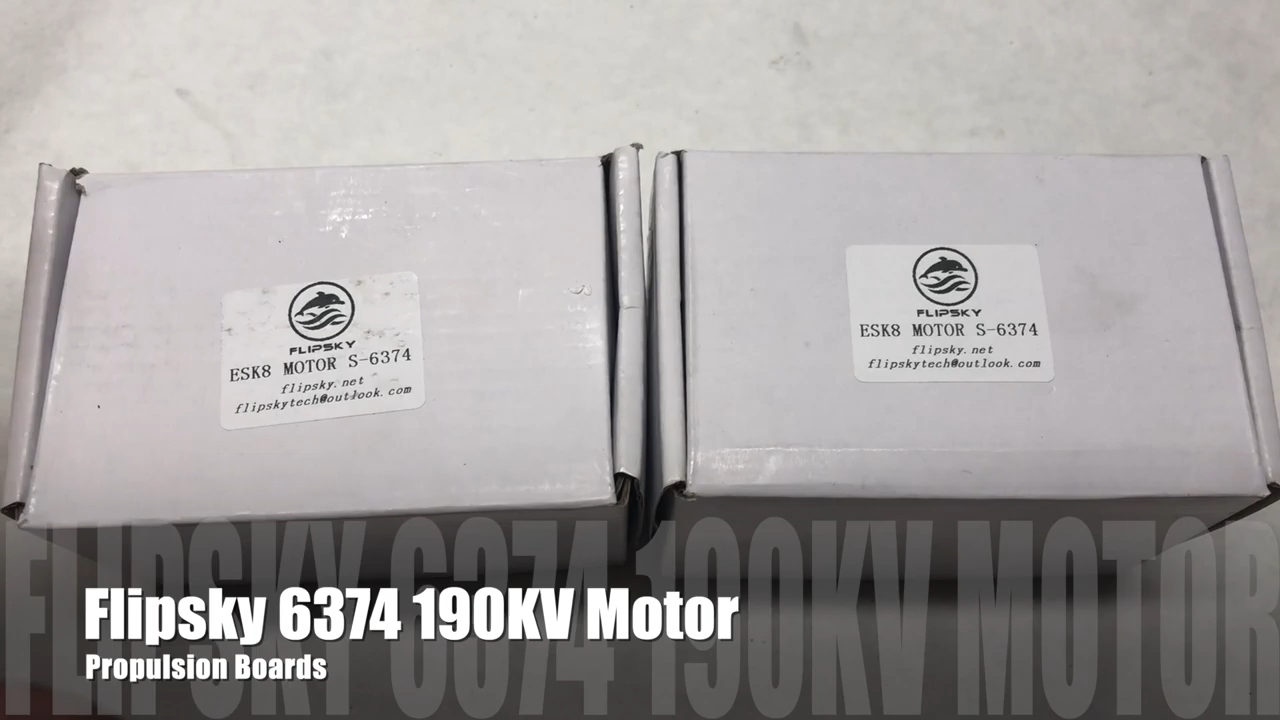 FLIPSKY
ESK8 MOTOR S-6374
flipsky.net
flipskytech@outlook.com
FLIPSKY
ESK8 MOTOR S-6374
flipsky.net
flipskytech@outlook.com
FLIPSKY 6374 190KV MOTOR
Flipsky 6374 190KV Motor
Propulsion Boards